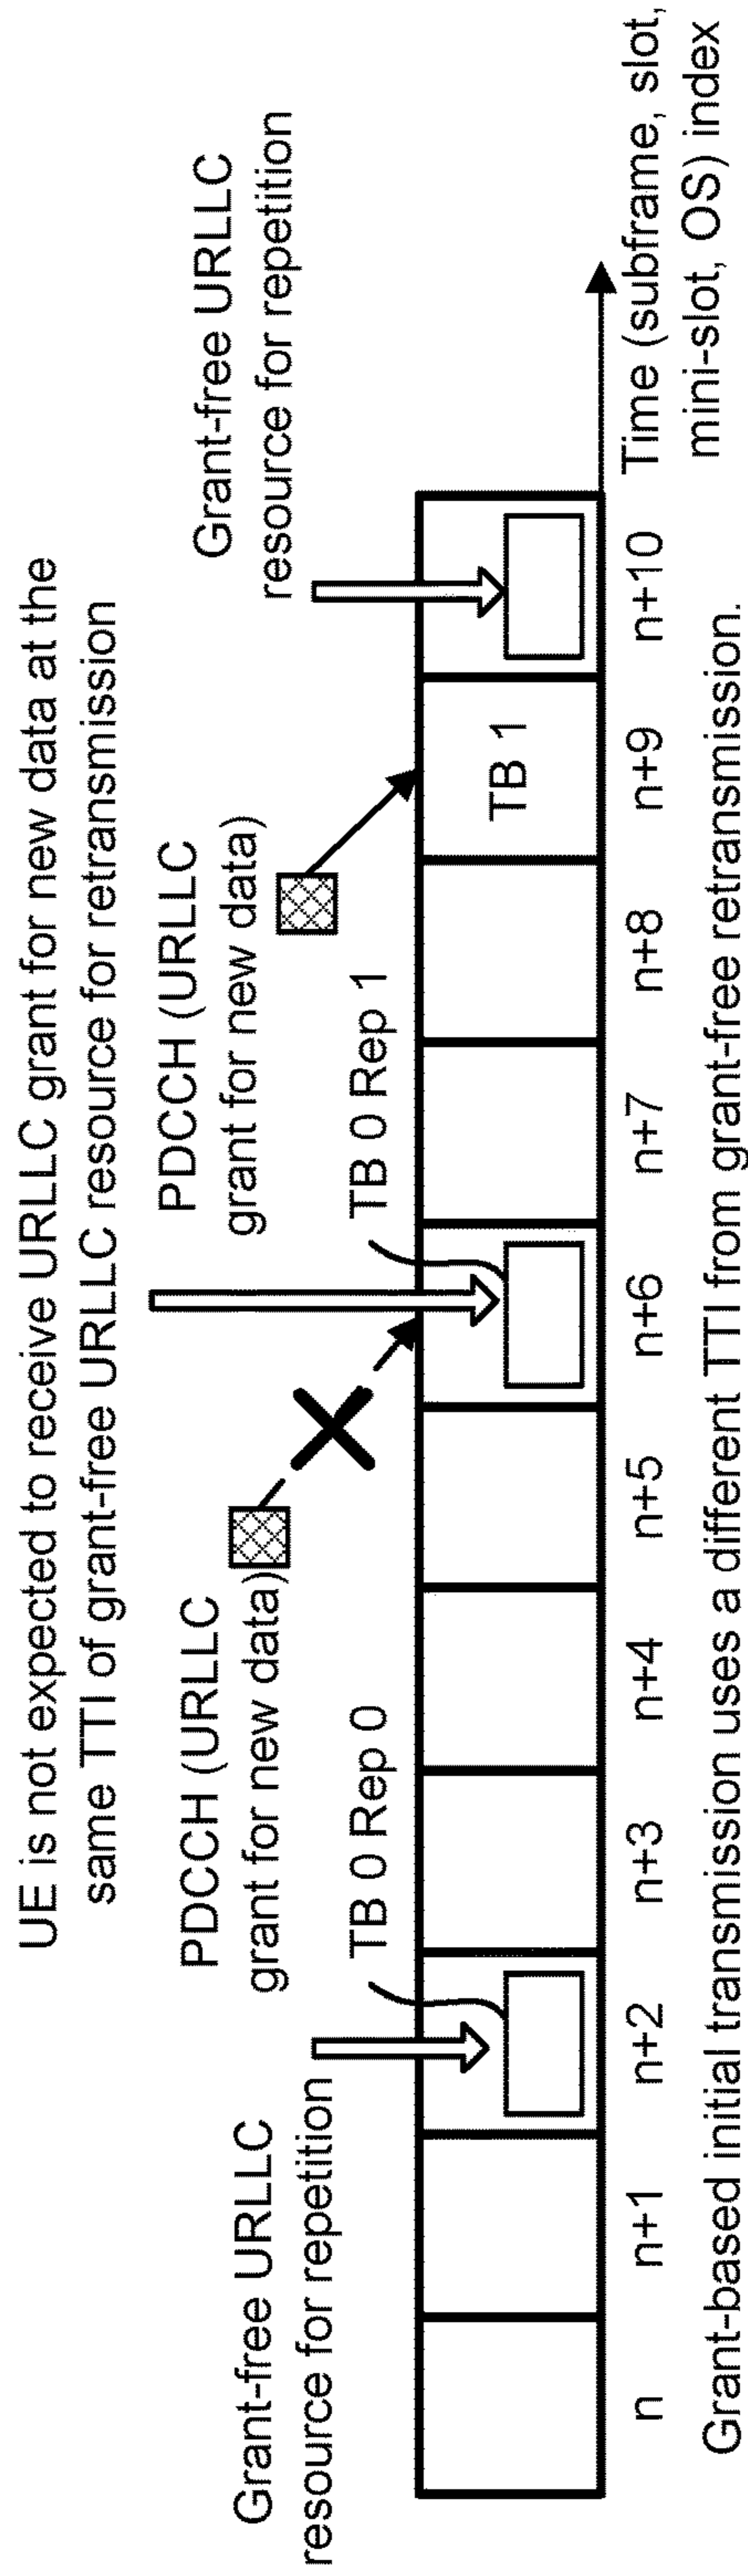 UE is not expected to receive URLLC grant for new data at the
same TTI of grant-free URLLC resource for retransmission
Grant-free URLLC
resource for repetition
TB 0 Rep 0
PDCCH (URLLC
grant for new data)
TB 0 Rep 1
PDCCH (URLLC
grant for new data)
Grant-free URLLC
resource for repetition
TB 1
n
n+1
n+2
n+3
n+4
n+5
n+6
n+7
n+8
n+9
n+10
Time (subframe, slot,
mini-slot, OS) index
Grant-based initial transmission uses a different TTI from grant-free retransmission.